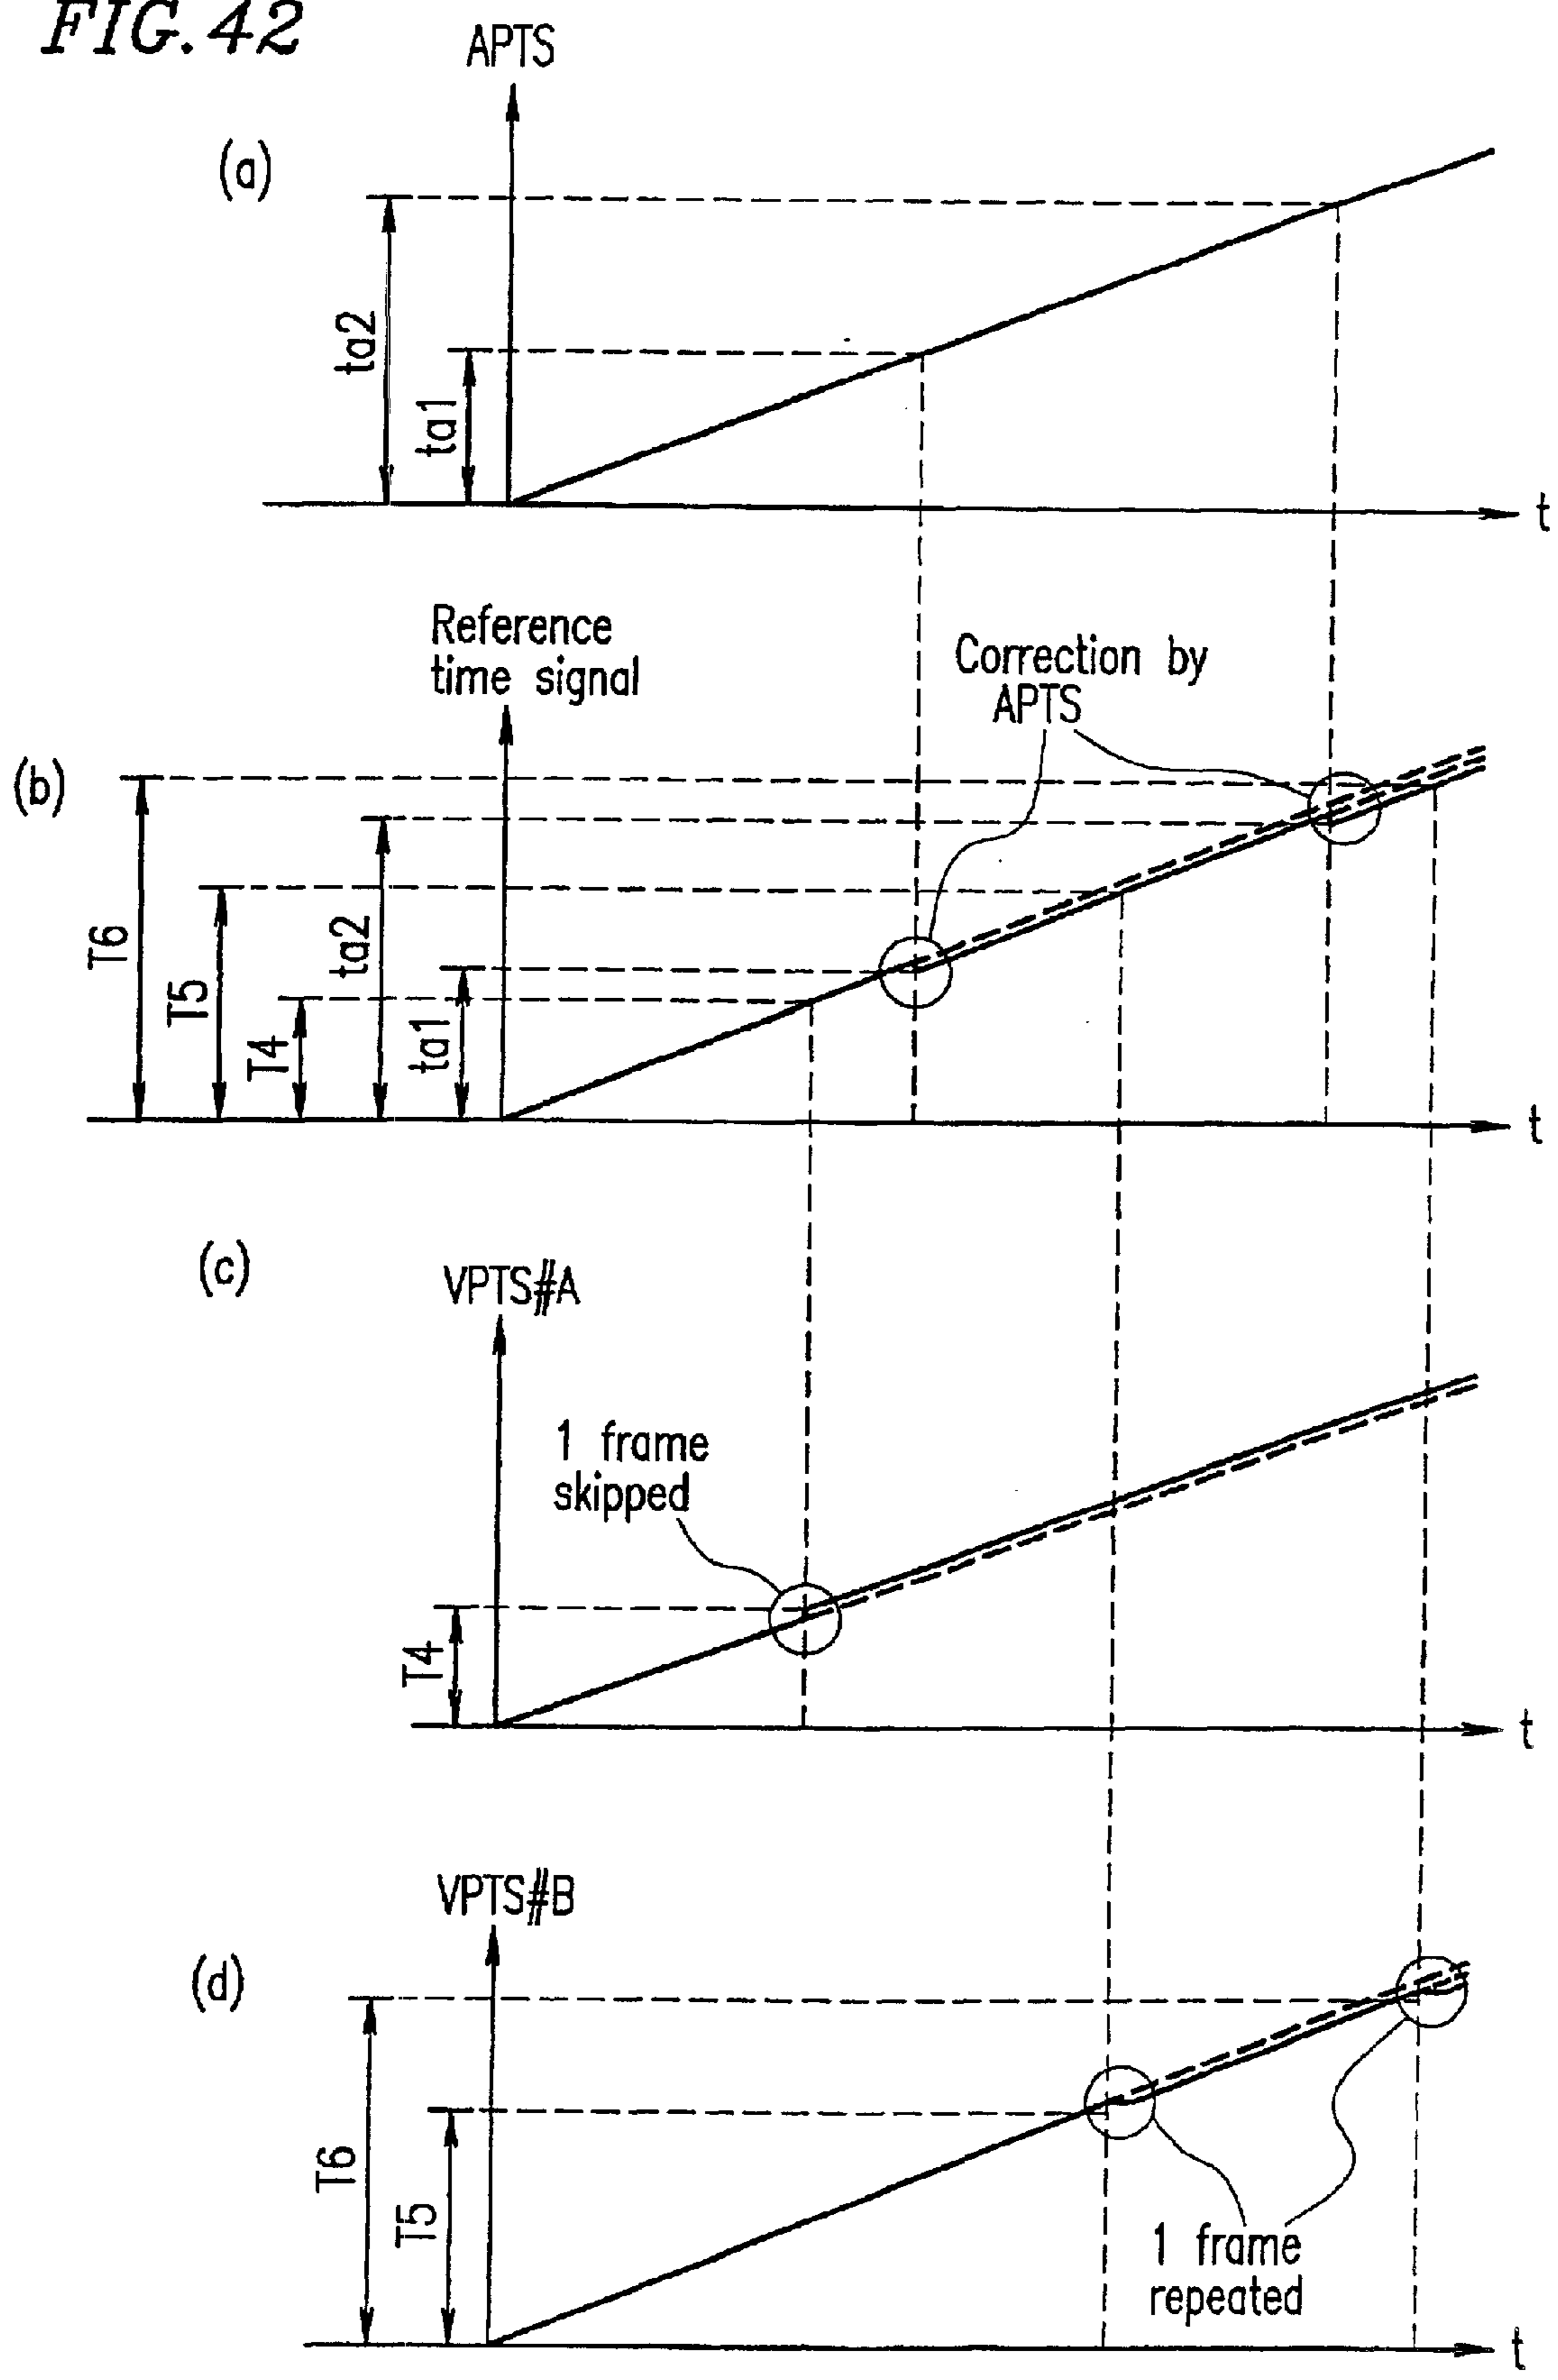 FIG. 42
APTS
(a)
ta2
ta1
t
Reference
time signal
Correction by
APTS
(b)
T6
T5
T4
ta2
ta1
t
(c)
VPTS#A
1 frame
skipped
T4
t
VPTS#B
(d)
T6
T5
1 frame
repeated
t